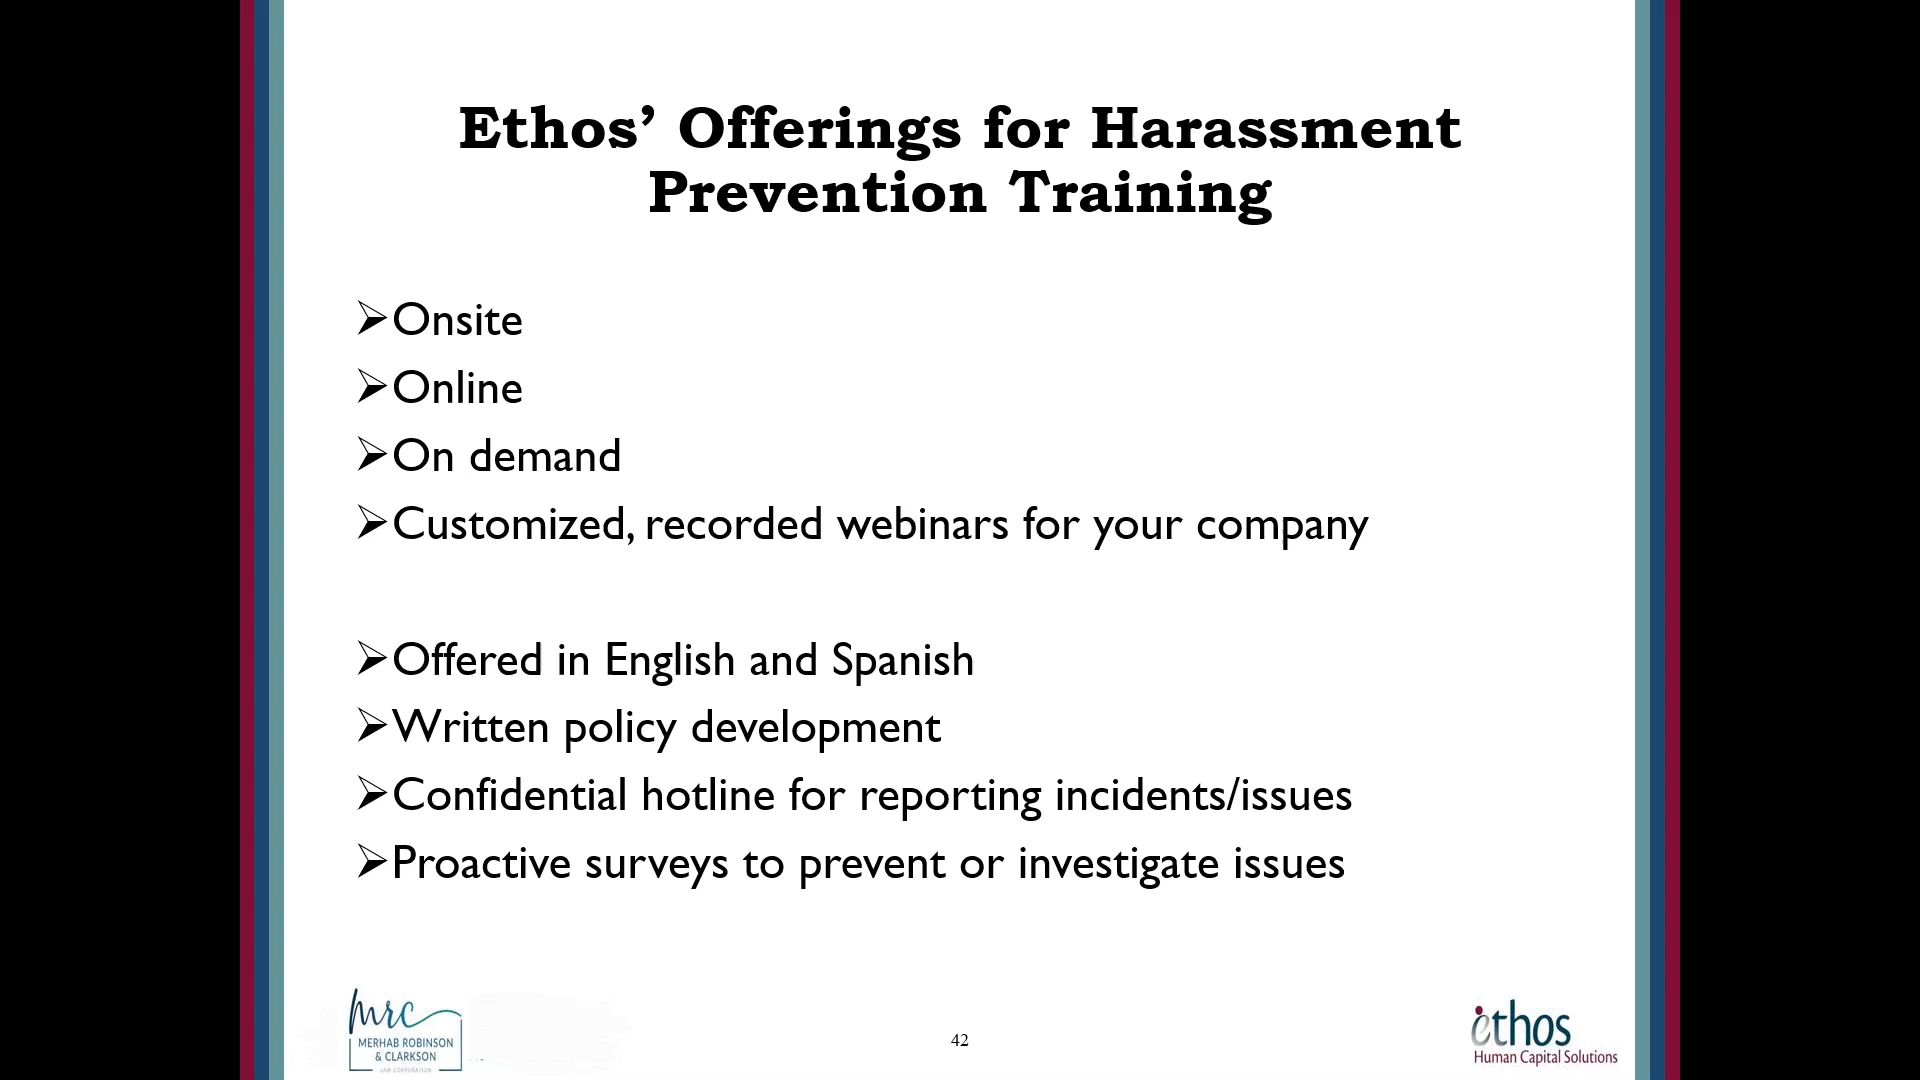 Ethos’ Offerings for Harassment
Prevention Training
➢Onsite
➢Online
➢On demand
➢Customized, recorded webinars for your company
➢Offered in English and Spanish
➢Written policy development
➢Confidential hotline for reporting incidents/issues
➢Proactive surveys to prevent or investigate issues
mrc
MERHAB ROBINSON
& CLARKSON
LAW CORPORATION
42
ethos
Human Capital Solutions